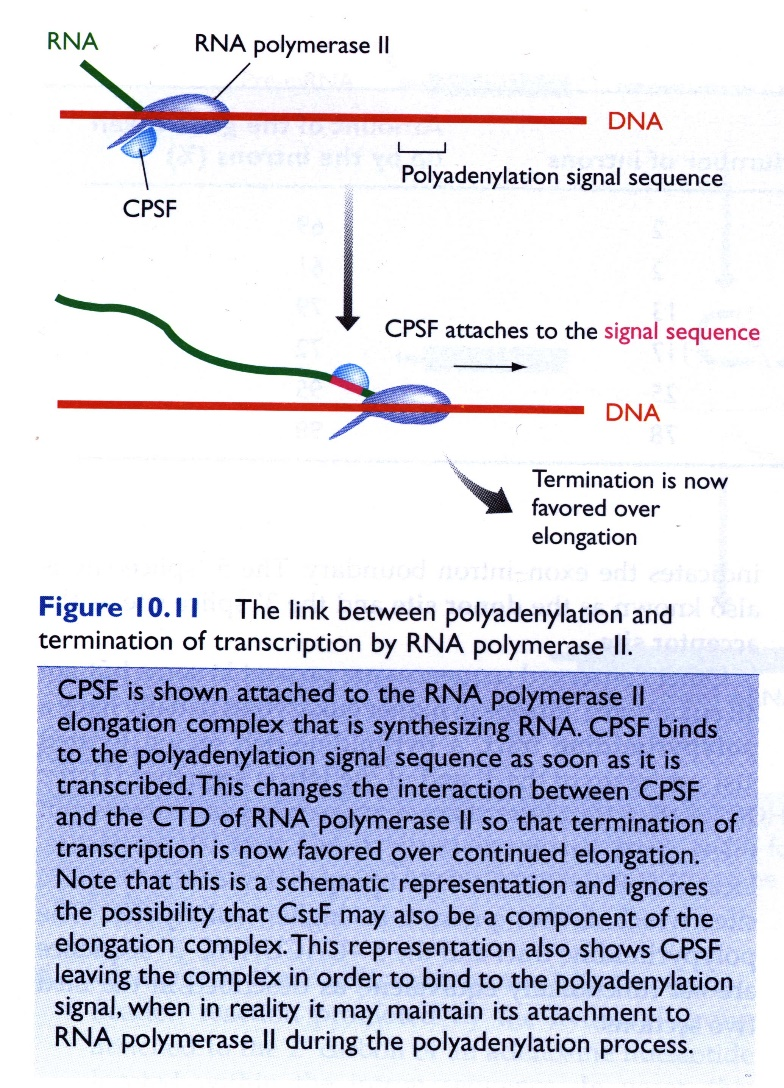 RNA
RNA polymerase II
DNA
Polyadenylation signal sequence
CPSF
CPSF attaches to the signal sequence
DNA
Termination is now
favored over
elongation
Figure 10.11 The link between polyadenylation and
termination of transcription by RNA polymerase II.
CPSF is shown attached to the RNA polymerase II
elongation complex that is synthesizing RNA. CPSF binds
to the polyadenylation signal sequence as soon as it is
transcribed. This changes the interaction between CPSF
and the CTD of RNA polymerase II so that termination of
transcription is now favored over continued elongation.
Note that this is a schematic representation and ignores
the possibility that CstF may also be a component of the
elongation complex. This representation also shows CPSF
leaving the complex in order to bind to the polyadenylation
signal, when in reality it may maintain its attachment to
RNA polymerase II during the polyadenylation process.